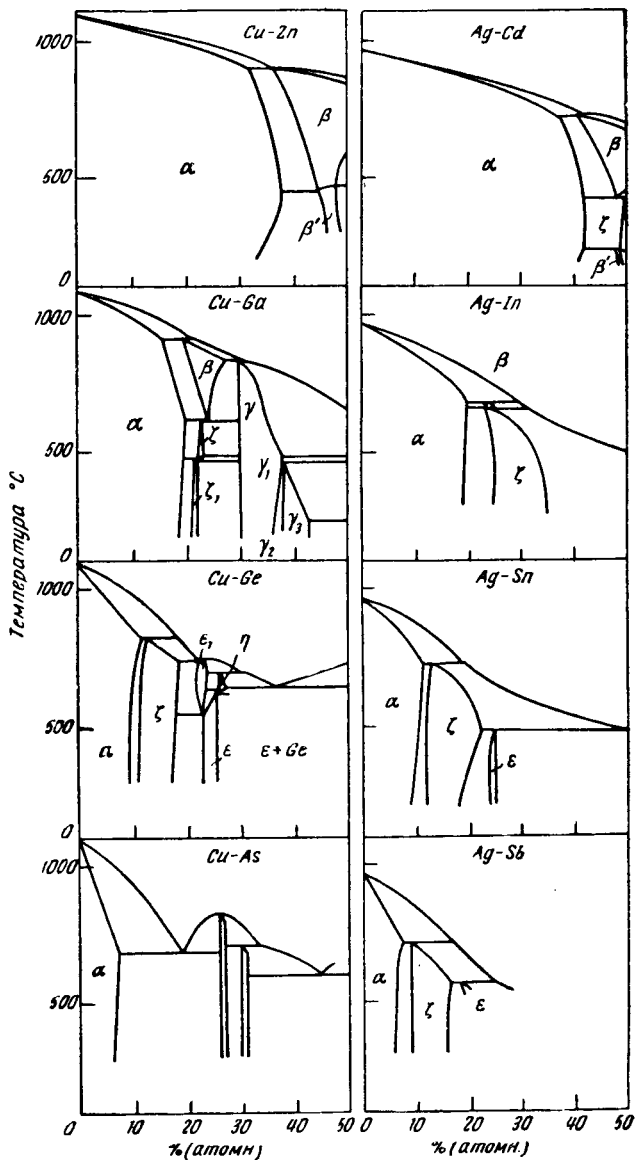 Cu-Zn
1000
500
0
α
β
β'
Ag-Cd
α
β
ζ
β'
Cu-Ga
1000
500
0
α
β
γ
ζ
ζ₁
γ₁
γ₂
γ₃
Ag-In
β
α
ζ
Температура °C
Cu-Ge
1000
500
0
α
ζ
ε₁
η
ε
ε+Ge
Ag-Sn
α
ζ
ε
Cu-As
1000
500
0
α
Ag-Sb
α
ζ
ε
0 10 20 30 40 50
0 10 20 30 40 50
% (атомн)
% (атомн.)